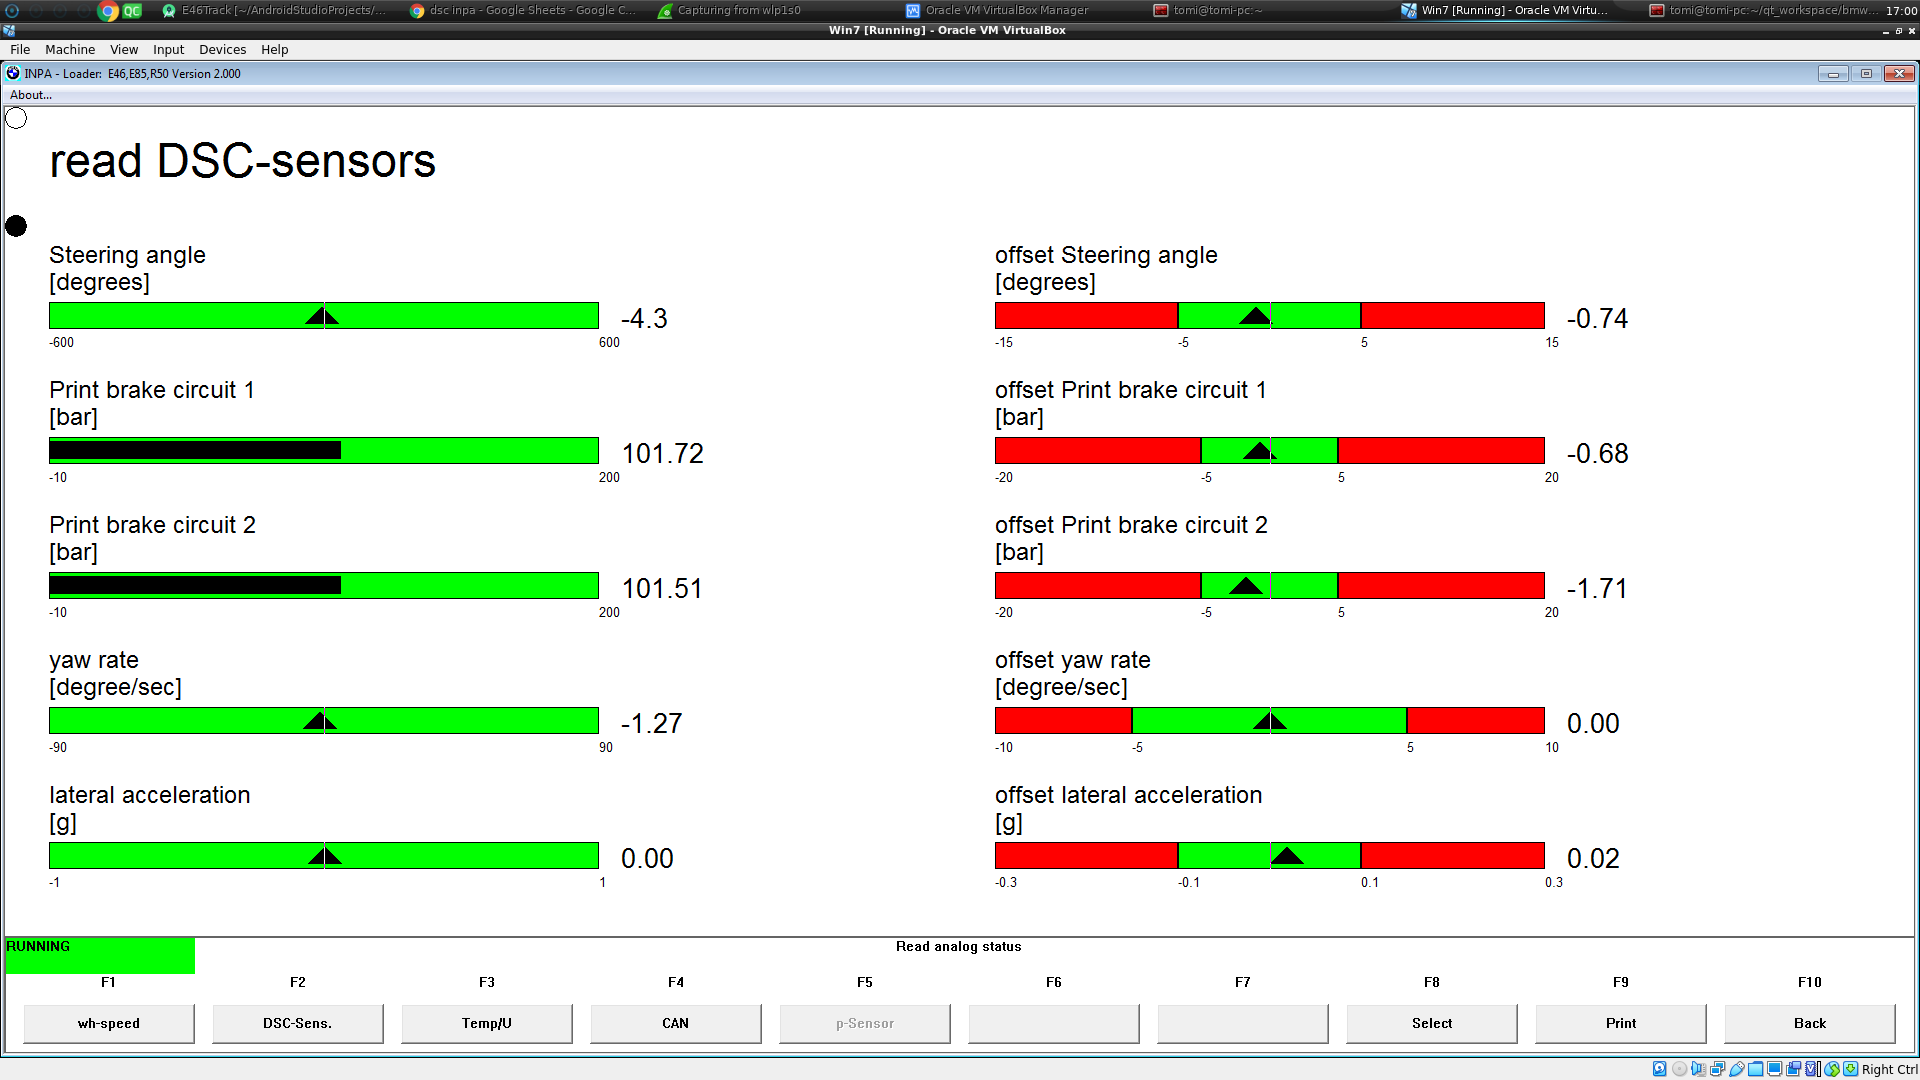 E46Track [~/AndroidStudioProjects/...
dsc inpa - Google Sheets - Google C...
Capturing from wlp1s0
Oracle VM VirtualBox Manager
tomi@tomi-pc:~
Win7 [Running] - Oracle VM Virtu...
tomi@tomi-pc:~/qt_workspace/bmw...
17:00
QC
Win7 [Running] - Oracle VM VirtualBox
File Machine View Input Devices Help
INPA - Loader: E46,E85,R50 Version 2.000
About...
read DSC-sensors
Steering angle
[degrees]
-4.3
-600 600
offset Steering angle
[degrees]
-0.74
-15 -5 5 15
Print brake circuit 1
[bar]
101.72
-10 200
offset Print brake circuit 1
[bar]
-0.68
-20 -5 5 20
Print brake circuit 2
[bar]
101.51
-10 200
offset Print brake circuit 2
[bar]
-1.71
-20 -5 5 20
yaw rate
[degree/sec]
-1.27
-90 90
offset yaw rate
[degree/sec]
0.00
-10 -5 5 10
lateral acceleration
[g]
0.00
-1 1
offset lateral acceleration
[g]
0.02
-0.3 -0.1 0.1 0.3
RUNNING
Read analog status
F1 F2 F3 F4 F5 F6 F7 F8 F9 F10
wh-speed DSC-Sens. Temp/U CAN p-Sensor Select Print Back
Right Ctrl